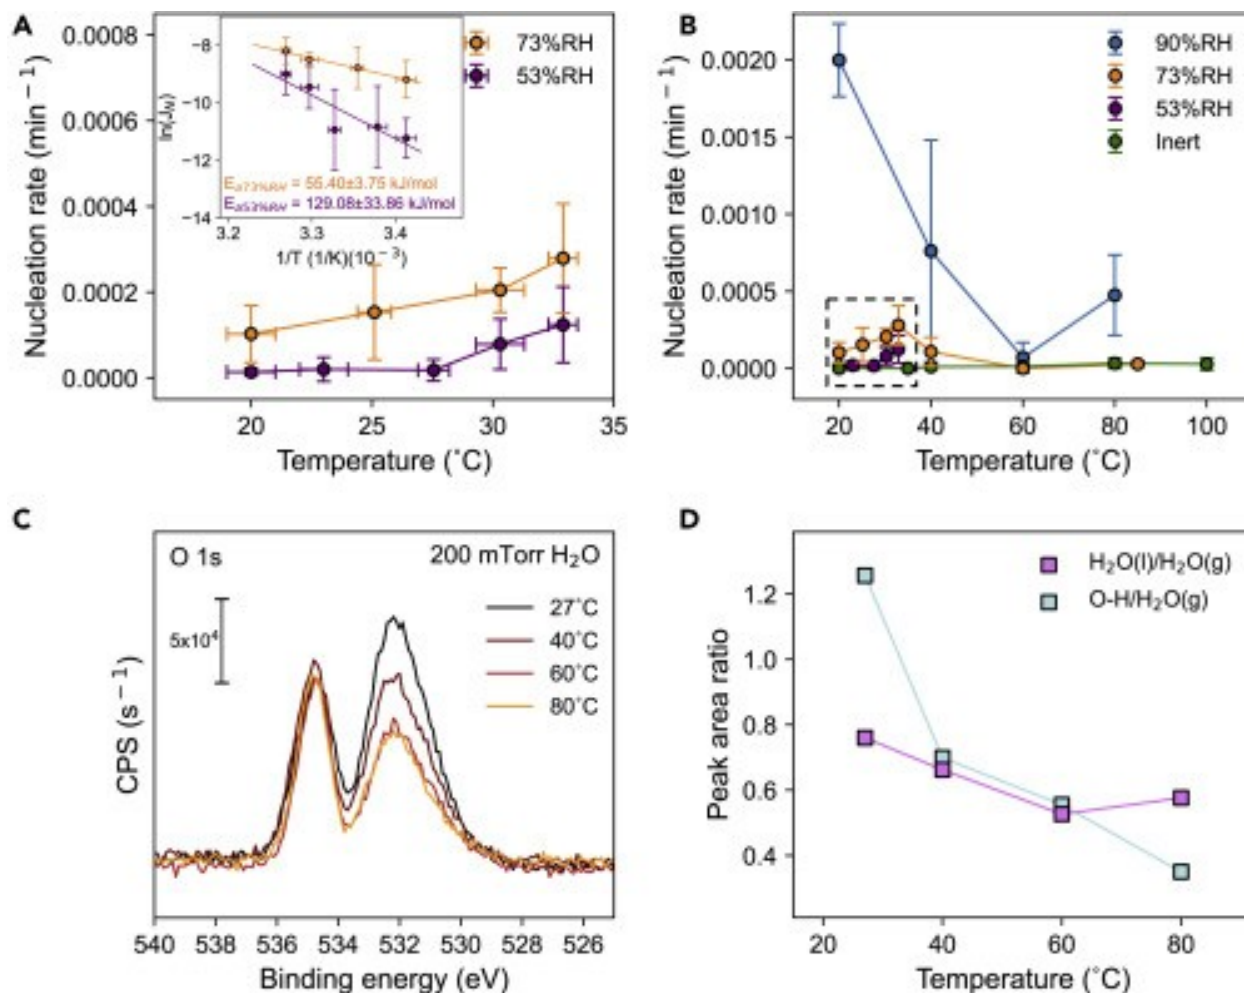 A
Nucleation rate (min⁻¹)
0.0008
0.0006
0.0004
0.0002
0.0000
20
25
30
35
Temperature (˚C)
73%RH
53%RH
ln(J_N)
−8
−10
−12
−14
3.2
3.3
3.4
1/T (1/K)(10⁻³)
Eₐ73%RH = 55.40±3.75 kJ/mol
Eₐ53%RH = 129.08±33.86 kJ/mol
B
Nucleation rate (min⁻¹)
0.0020
0.0015
0.0010
0.0005
0.0000
20
40
60
80
100
Temperature (˚C)
90%RH
73%RH
53%RH
Inert
C
O 1s
200 mTorr H₂O
5x10⁴
27˚C
40˚C
60˚C
80˚C
CPS (s⁻¹)
540
538
536
534
532
530
528
526
Binding energy (eV)
D
H₂O(l)/H₂O(g)
O-H/H₂O(g)
Peak area ratio
1.2
1.0
0.8
0.6
0.4
20
40
60
80
Temperature (˚C)